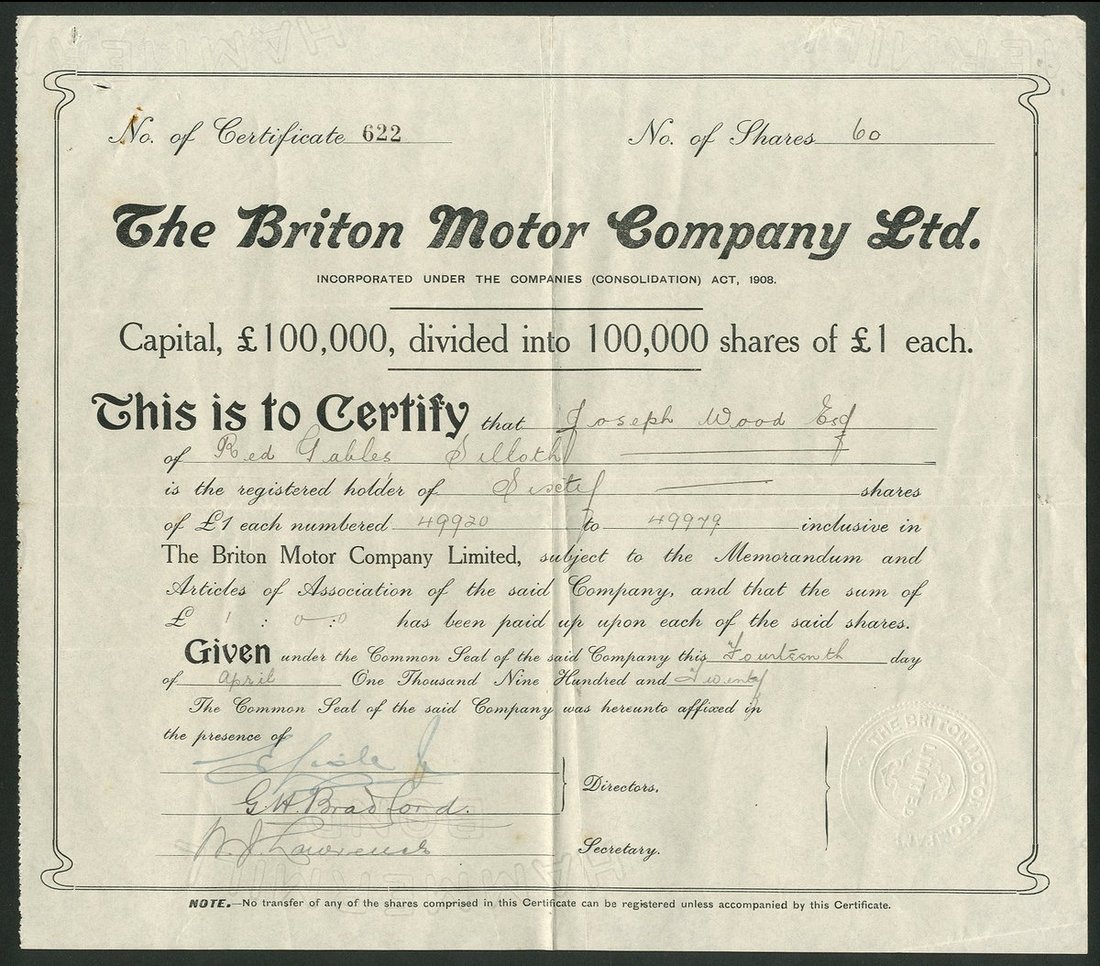 No. of Certificate 622
No. of Shares 60
The Briton Motor Company Ltd.
INCORPORATED UNDER THE COMPANIES (CONSOLIDATION) ACT, 1908.
Capital, £100,000, divided into 100,000 shares of £1 each.
This is to Certify that Joseph Wood Esq
of Red Gables Silloth
is the registered holder of Sixty shares
of £1 each numbered 49920 to 49979 inclusive in
The Briton Motor Company Limited, subject to the Memorandum and
Articles of Association of the said Company, and that the sum of
£ 1 : 0 : 0 has been paid up upon each of the said shares.
Given under the Common Seal of the said Company this Fourteenth day
of April One Thousand Nine Hundred and Twenty
The Common Seal of the said Company was hereunto affixed in
the presence of
G H. Bradford.
Directors.
W. J. Lawrence
Secretary.
THE BRITON MOTOR COMPANY
LIMITED
NOTE.—No transfer of any of the shares comprised in this Certificate can be registered unless accompanied by this Certificate.